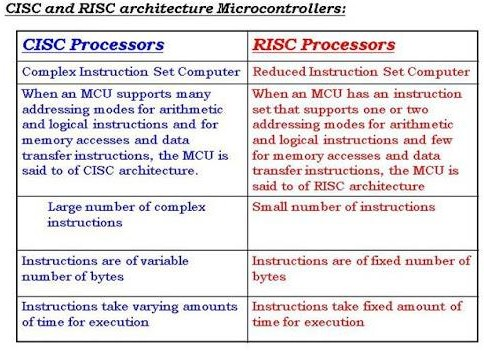 CISC and RISC architecture Microcontrollers:
CISC Processors
RISC Processors
Complex Instruction Set Computer
Reduced Instruction Set Computer
When an MCU supports many
addressing modes for arithmetic
and logical instructions and for
memory accesses and data
transfer instructions, the MCU is
said to of CISC architecture.
When an MCU has an instruction
set that supports one or two
addressing modes for arithmetic
and logical instructions and few
for memory accesses and data
transfer instructions, the MCU is
said to of RISC architecture
Large number of complex
instructions
Small number of instructions
Instructions are of variable
number of bytes
Instructions are of fixed number of
bytes
Instructions take varying amounts
of time for execution
Instructions take fixed amount of
time for execution